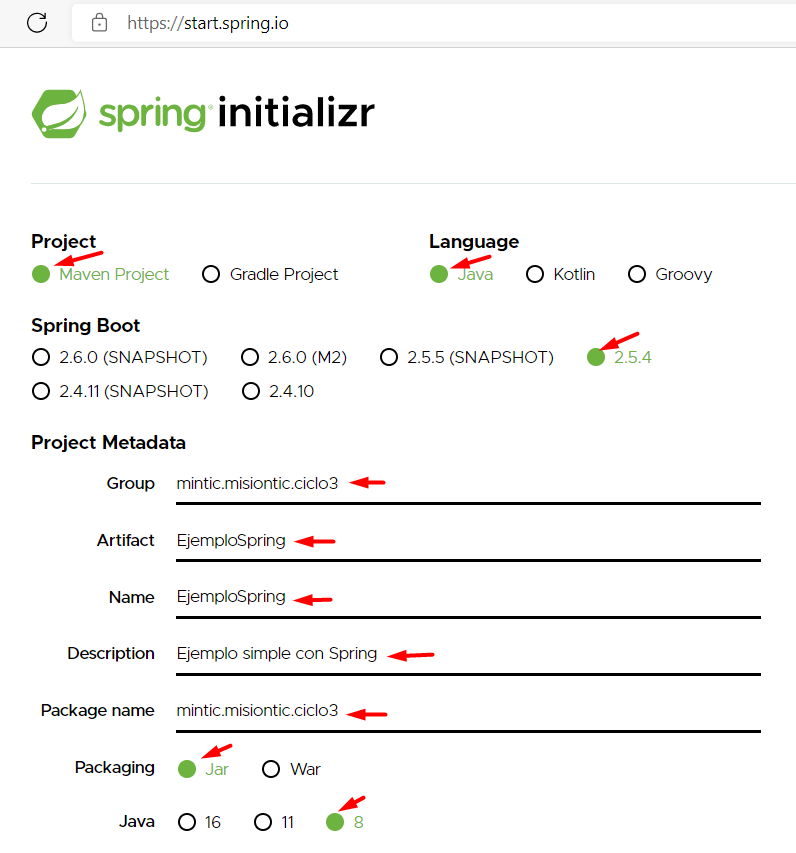 https://start.spring.io
spring initializr
Project
Language
Maven Project
Gradle Project
Java
Kotlin
Groovy
Spring Boot
2.6.0 (SNAPSHOT)
2.6.0 (M2)
2.5.5 (SNAPSHOT)
2.5.4
2.4.11 (SNAPSHOT)
2.4.10
Project Metadata
Group
mintic.misiontic.ciclo3
Artifact
EjemploSpring
Name
EjemploSpring
Description
Ejemplo simple con Spring
Package name
mintic.misiontic.ciclo3
Packaging
Jar
War
Java
16
11
8